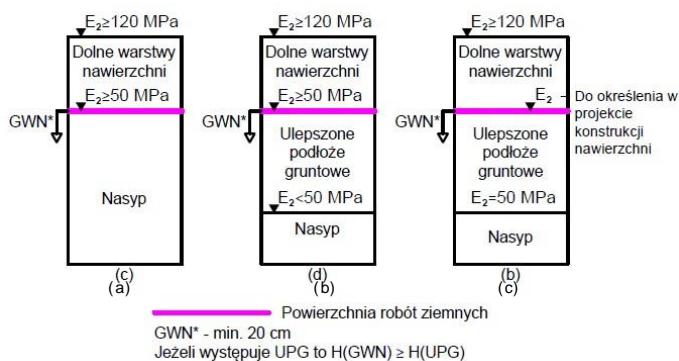 E₂≥120 MPa
Dolne warstwy
nawierzchni
E₂≥50 MPa
GWN*
Nasyp
(c)
(a)
E₂≥120 MPa
Dolne warstwy
nawierzchni
E₂≥50 MPa
GWN*
Ulepszone
podłoże
gruntowe
E₂<50 MPa
Nasyp
(d)
(b)
E₂≥120 MPa
Dolne warstwy
nawierzchni
E₂
GWN*
Ulepszone
podłoże
gruntowe
E₂=50 MPa
Nasyp
(b)
(c)
– Do określenia w
projekcie
konstrukcji
nawierzchni
Powierzchnia robót ziemnych
GWN* - min. 20 cm
Jeżeli występuje UPG to H(GWN) ≥ H(UPG)